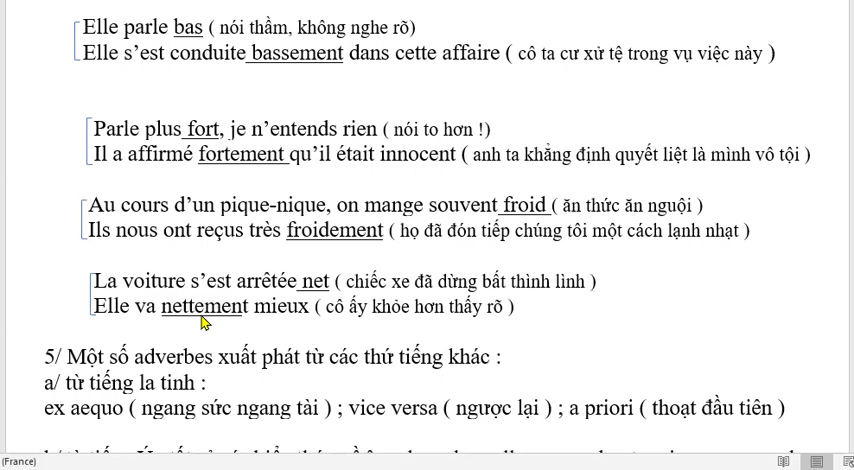 Elle parle bas ( nói thầm, không nghe rõ)
Elle s’est conduite bassement dans cette affaire ( cô ta cư xử tệ trong vụ việc này )
Parle plus fort, je n’entends rien ( nói to hơn !)
Il a affirmé fortement qu’il était innocent ( anh ta khẳng định quyết liệt là mình vô tội )
Au cours d’un pique-nique, on mange souvent froid ( ăn thức ăn nguội )
Ils nous ont reçus très froidement ( họ đã đón tiếp chúng tôi một cách lạnh nhạt )
La voiture s’est arrêtée net ( chiếc xe đã dừng bất thình lình )
Elle va nettement mieux ( cô ấy khỏe hơn thấy rõ )
5/ Một số adverbes xuất phát từ các thứ tiếng khác :
a/ từ tiếng la tinh :
ex aequo ( ngang sức ngang tài ) ; vice versa ( ngược lại ) ; a priori ( thoạt đầu tiên )
(France)